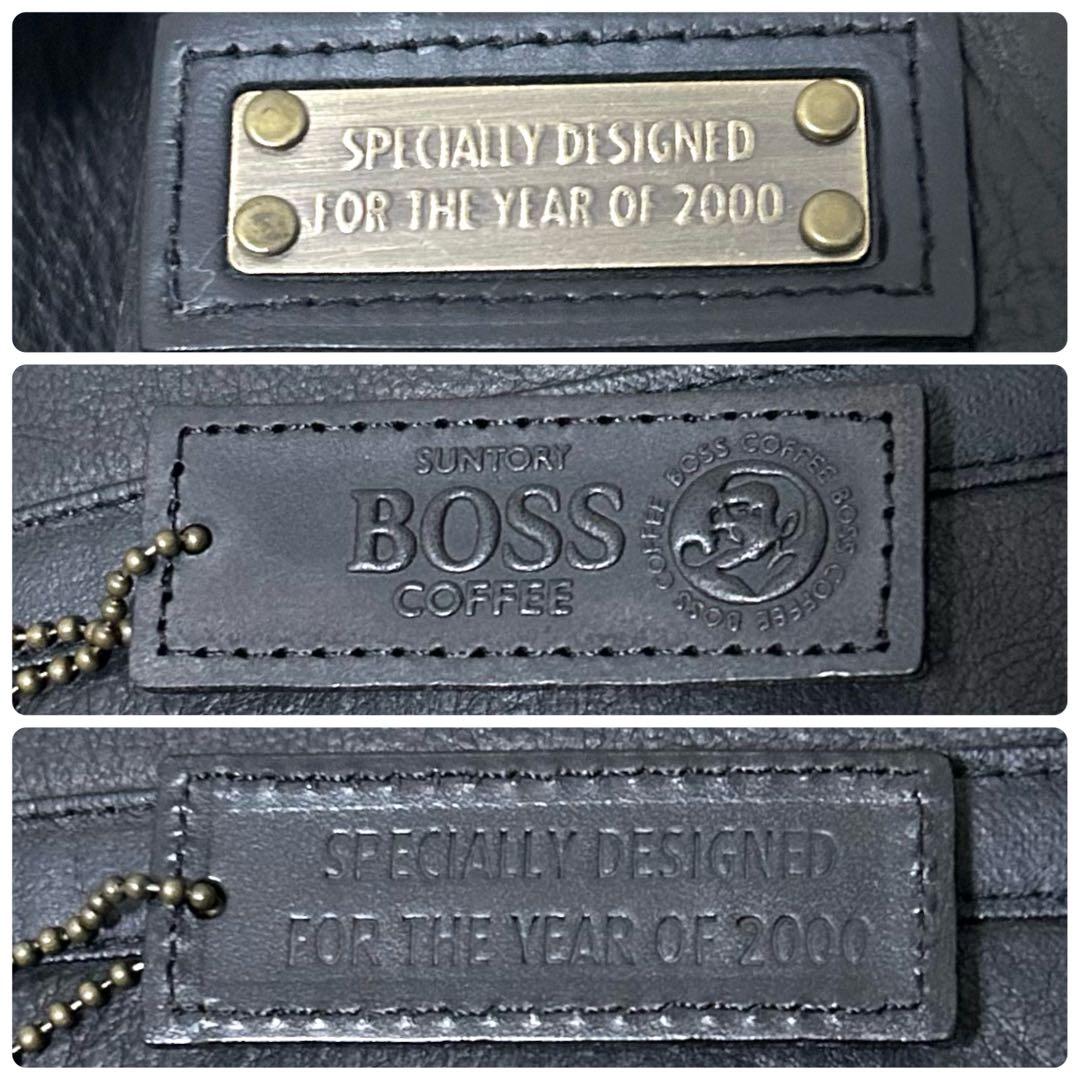 SPECIALLY DESIGNED
FOR THE YEAR OF 2000
SUNTORY
BOSS
COFFEE
BOSS COFFEE BOSS COFFEE BOSS COFFEE
SPECIALLY DESIGNED
FOR THE YEAR OF 2000